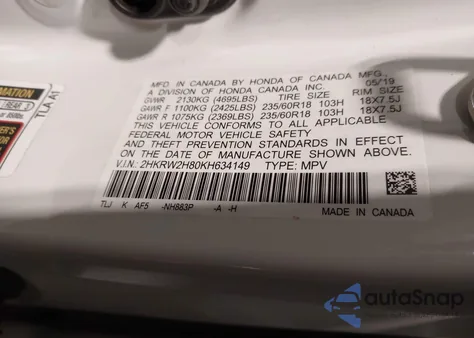 MFD. IN CANADA BY HONDA OF CANADA MFG.,
A DIVISION OF HONDA CANADA INC. 05/19
GVWR 2130KG (4695LBS) TIRE SIZE RIM SIZE
GAWR F 1100KG (2425LBS) 235/60R18 103H 18X7.5J
GAWR R 1075KG (2369LBS) 235/60R18 103H 18X7.5J
THIS VEHICLE CONFORMS TO ALL APPLICABLE
FEDERAL MOTOR VEHICLE SAFETY
AND THEFT PREVENTION STANDARDS IN EFFECT
ON THE DATE OF MANUFACTURE SHOWN ABOVE.
V.I.N.: 2HKRW2H80KH634149 TYPE: MPV
TLJ K AF5 -NH883P -A -H
MADE IN CANADA
REAR
TLA
autoSnap